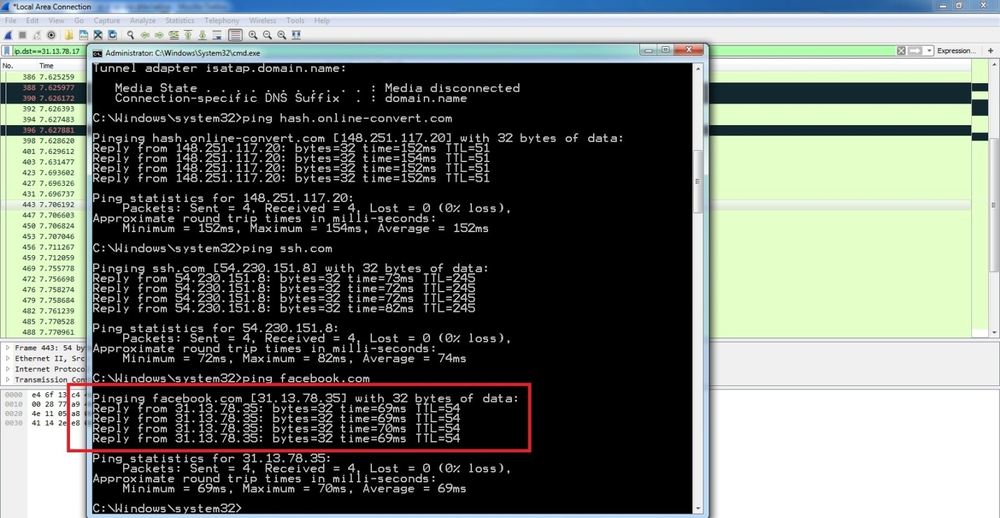 *Local Area Connection
File Edit View Go Capture Analyze Statistics Telephony Wireless Tools Help
ip.dst==31.13.78.17
Expression...
+
No. Time
386 7.625259
388 7.625977
390 7.626172
392 7.626393
394 7.627483
396 7.627881
398 7.628620
401 7.629612
403 7.631477
423 7.693602
427 7.696326
431 7.696737
443 7.706192
447 7.706603
450 7.706824
453 7.707046
456 7.711267
459 7.712059
469 7.755778
472 7.756698
476 7.758274
479 7.758684
482 7.761239
485 7.770528
488 7.770961
Frame 443: 54 by
Ethernet II, Src
Internet Protoco
Transmission Con
0000 e4 6f 13 c4
0010 00 28 77 a9
0020 4e 11 05 a8
0030 41 14 2e e8
Administrator: C:\Windows\System32\cmd.exe
Tunnel adapter isatap.domain.name:
Media State . . . . . . . . . . . : Media disconnected
Connection-specific DNS Suffix . : domain.name
C:\Windows\system32>ping hash.online-convert.com
Pinging hash.online-convert.com [148.251.117.20] with 32 bytes of data:
Reply from 148.251.117.20: bytes=32 time=152ms TTL=51
Reply from 148.251.117.20: bytes=32 time=154ms TTL=51
Reply from 148.251.117.20: bytes=32 time=152ms TTL=51
Reply from 148.251.117.20: bytes=32 time=152ms TTL=51
Ping statistics for 148.251.117.20:
Packets: Sent = 4, Received = 4, Lost = 0 (0% loss),
Approximate round trip times in milli-seconds:
Minimum = 152ms, Maximum = 154ms, Average = 152ms
C:\Windows\system32>ping ssh.com
Pinging ssh.com [54.230.151.8] with 32 bytes of data:
Reply from 54.230.151.8: bytes=32 time=73ms TTL=245
Reply from 54.230.151.8: bytes=32 time=72ms TTL=245
Reply from 54.230.151.8: bytes=32 time=72ms TTL=245
Reply from 54.230.151.8: bytes=32 time=82ms TTL=245
Ping statistics for 54.230.151.8:
Packets: Sent = 4, Received = 4, Lost = 0 (0% loss),
Approximate round trip times in milli-seconds:
Minimum = 72ms, Maximum = 82ms, Average = 74ms
C:\Windows\system32>ping facebook.com
Pinging facebook.com [31.13.78.35] with 32 bytes of data:
Reply from 31.13.78.35: bytes=32 time=69ms TTL=54
Reply from 31.13.78.35: bytes=32 time=69ms TTL=54
Reply from 31.13.78.35: bytes=32 time=70ms TTL=54
Reply from 31.13.78.35: bytes=32 time=69ms TTL=54
Ping statistics for 31.13.78.35:
Packets: Sent = 4, Received = 4, Lost = 0 (0% loss),
Approximate round trip times in milli-seconds:
Minimum = 69ms, Maximum = 70ms, Average = 69ms
C:\Windows\system32>